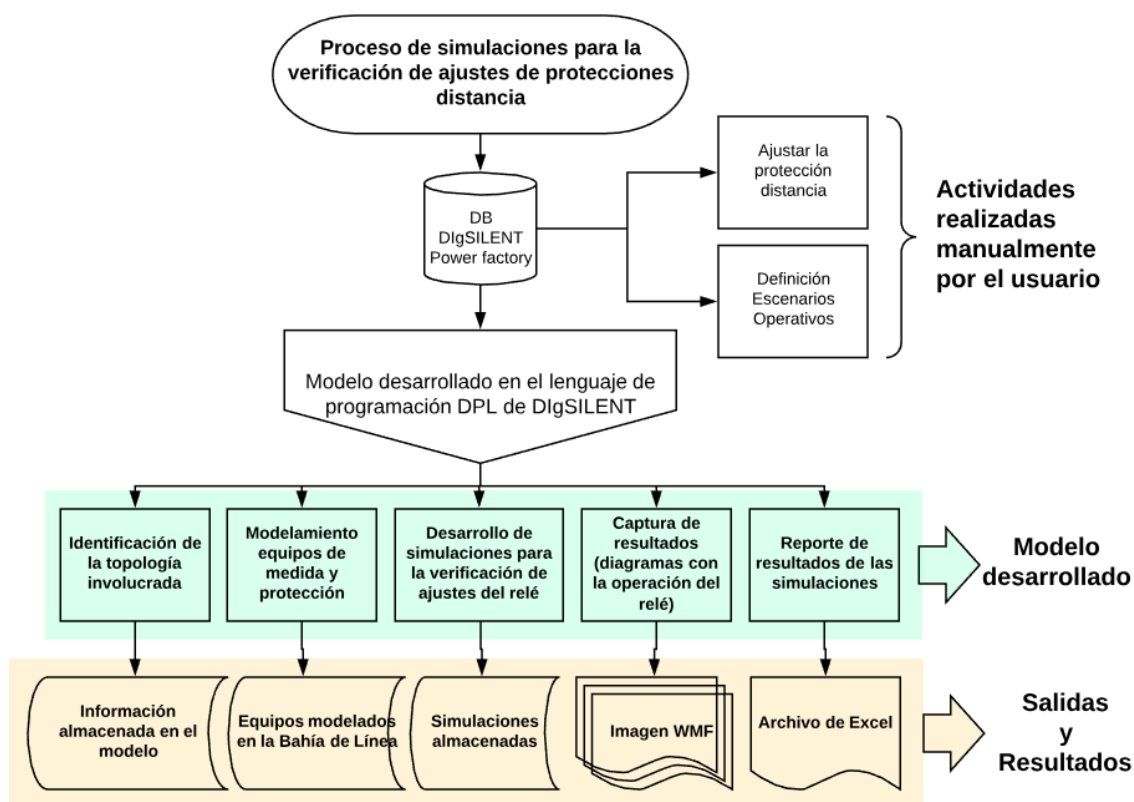 Proceso de simulaciones para la
verificación de ajustes de protecciones
distancia
DB
DIgSILENT
Power factory
Ajustar la
protección
distancia
Definición
Escenarios
Operativos
Actividades
realizadas
manualmente
por el usuario
Modelo desarrollado en el lenguaje de
programación DPL de DIgSILENT
Identificación de
la topología
involucrada
Modelamiento
equipos de
medida y
protección
Desarrollo de
simulaciones para
la verificación de
ajustes del relé
Captura de
resultados
(diagramas con
la operación del
relé)
Reporte de
resultados de las
simulaciones
Modelo
desarrollado
Información
almacenada en el
modelo
Equipos modelados
en la Bahía de Línea
Simulaciones
almacenadas
Imagen WMF
Archivo de Excel
Salidas
y
Resultados